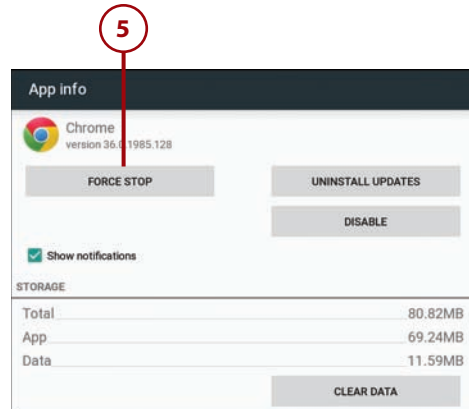 5
App info
Chrome
version 36.0.1985.128
FORCE STOP
UNINSTALL UPDATES
DISABLE
Show notifications
STORAGE
Total 80.82MB
App 69.24MB
Data 11.59MB
CLEAR DATA